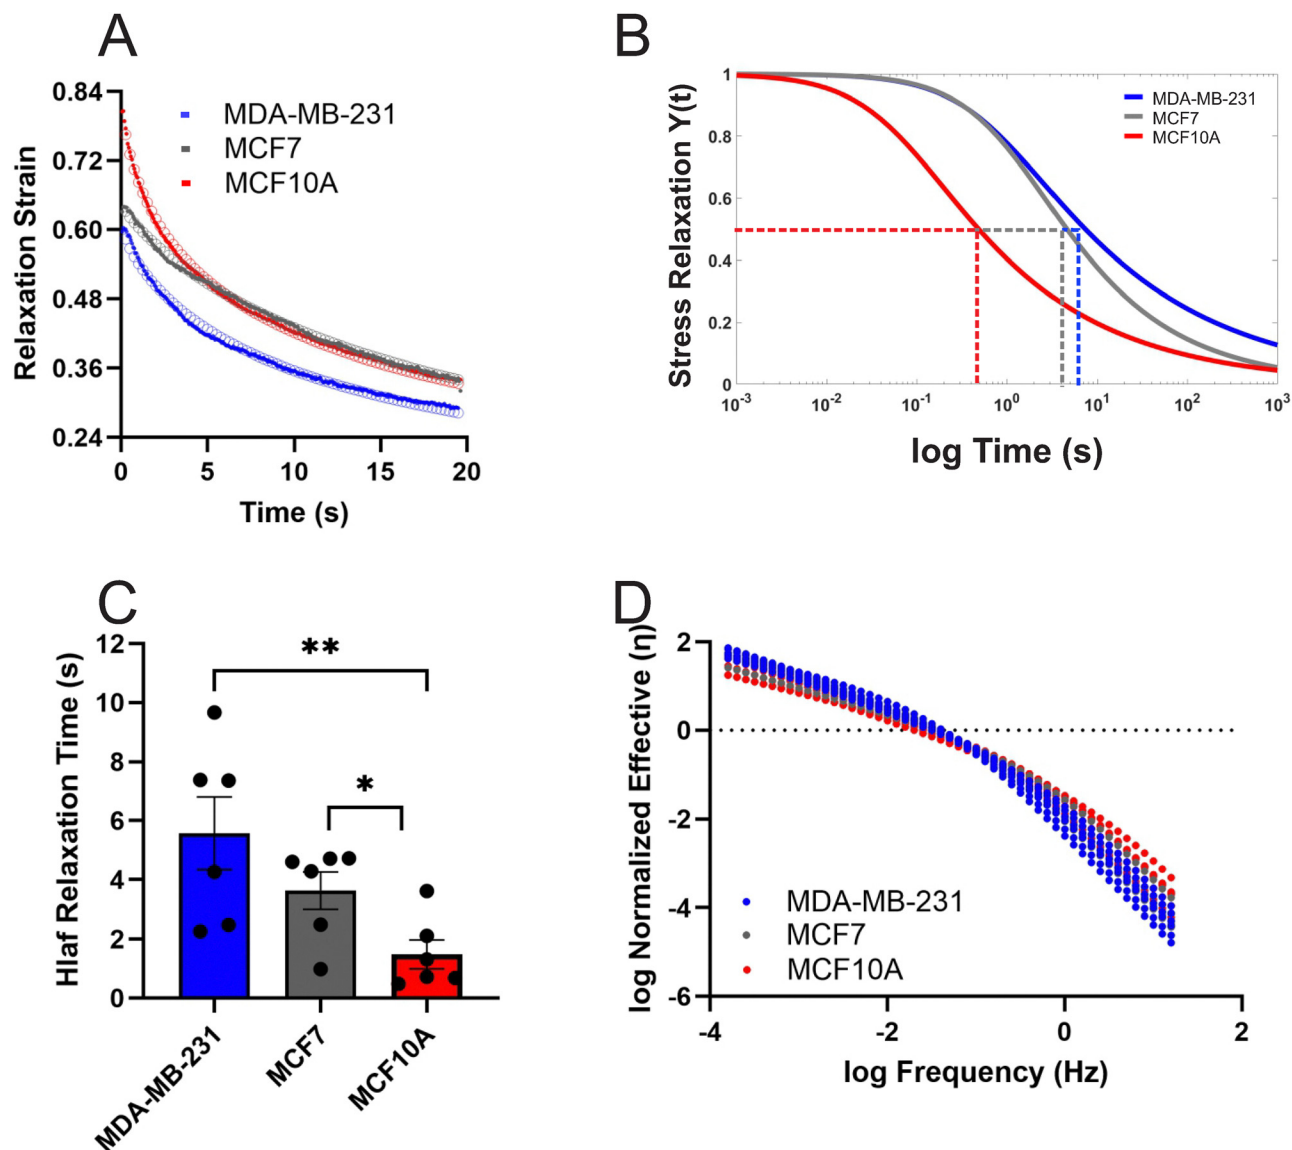 A
Relaxation Strain
0.84
0.72
0.60
0.48
0.36
0.24
0
5
10
15
20
Time (s)
MDA-MB-231
MCF7
MCF10A
B
Stress Relaxation Y(t)
1
0.8
0.6
0.4
0.2
0
10-3
10-2
10-1
100
101
102
103
log Time (s)
MDA-MB-231
MCF7
MCF10A
C
Hlaf Relaxation Time (s)
12
10
8
6
4
2
0
**
*
MDA-MB-231
MCF7
MCF10A
D
log Normalized Effective (η)
2
0
-2
-4
-6
-4
-2
0
2
log Frequency (Hz)
MDA-MB-231
MCF7
MCF10A